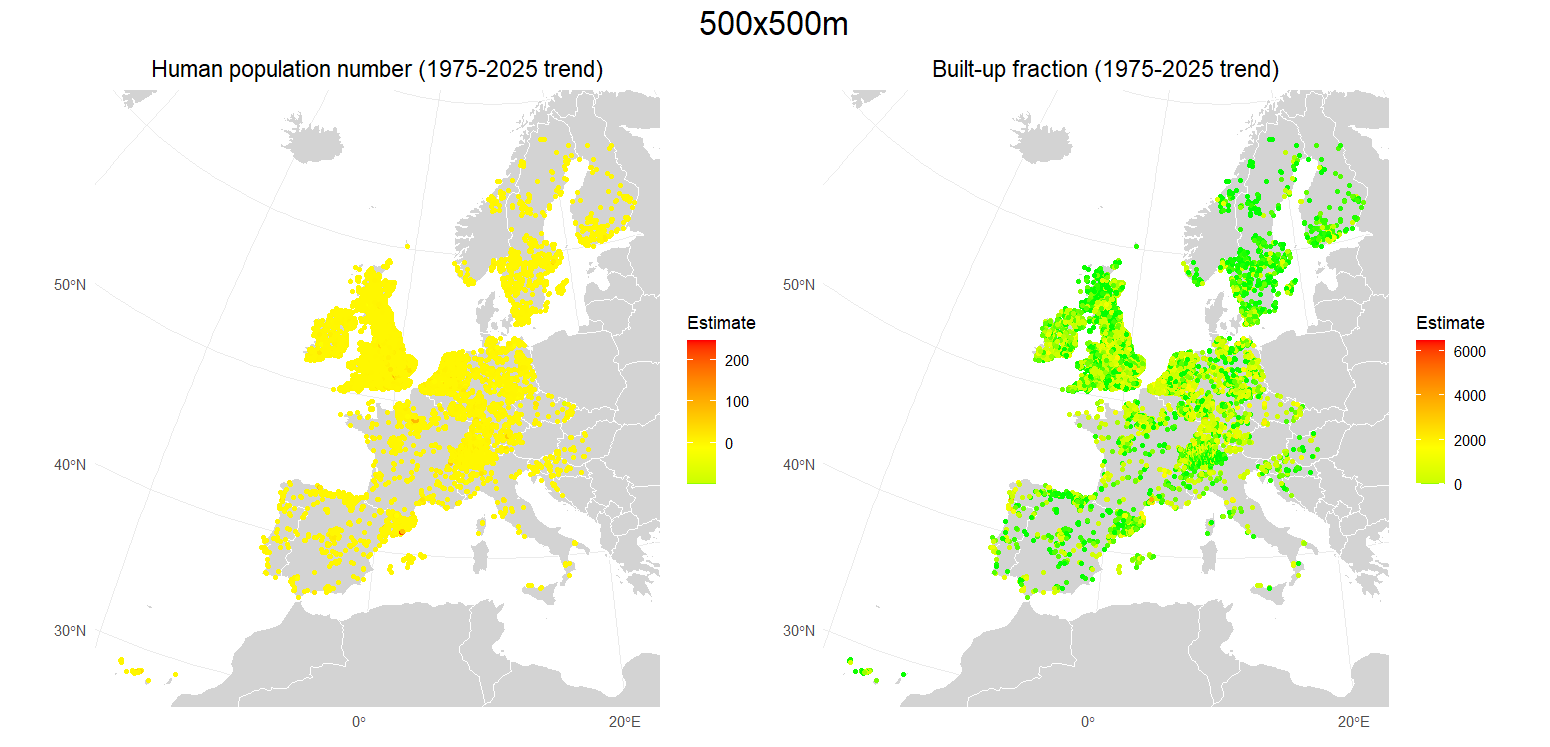 500x500m
Human population number (1975-2025 trend)
50°N
40°N
30°N
0°
20°E
Estimate
200
100
0
Built-up fraction (1975-2025 trend)
50°N
40°N
30°N
0°
20°E
Estimate
6000
4000
2000
0